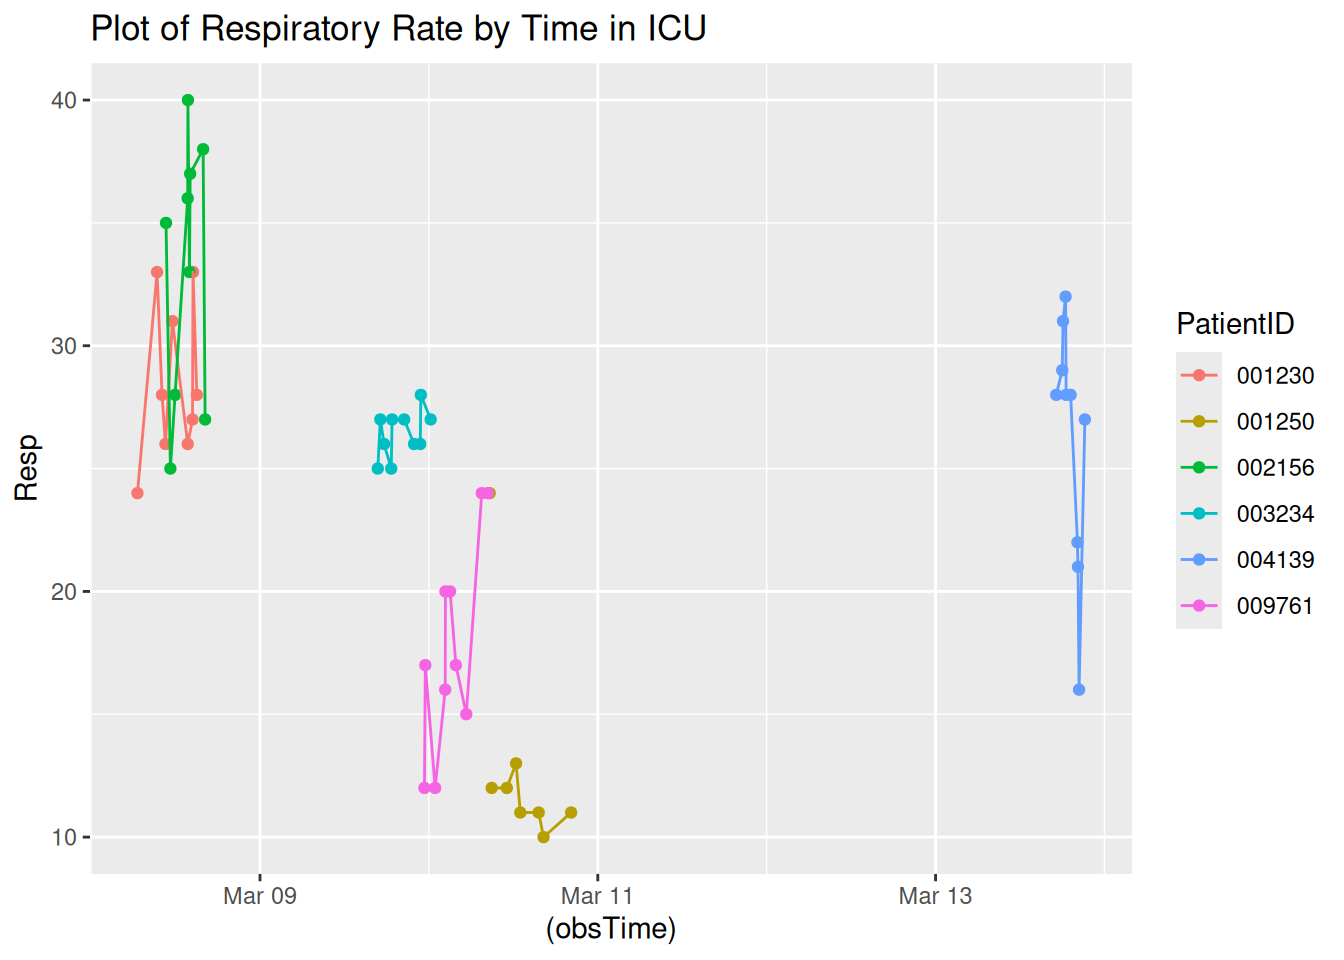 Plot of Respiratory Rate by Time in ICU
40
30
20
10
Resp
Mar 09
Mar 11
Mar 13
(obsTime)
PatientID
001230
001250
002156
003234
004139
009761